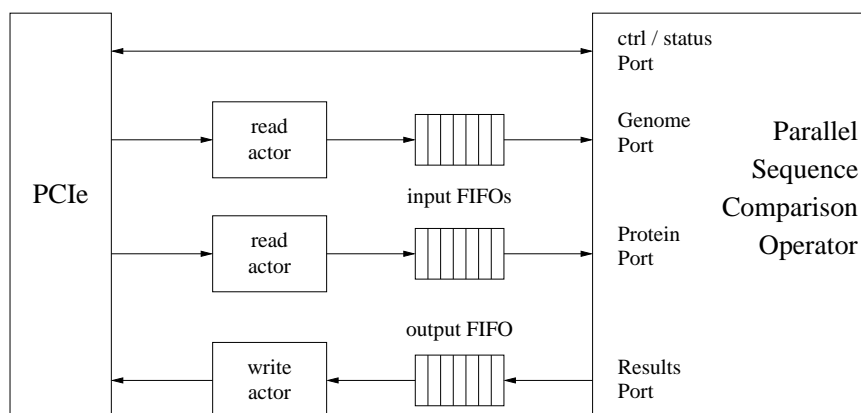 ctrl / status
Port
PCIe
read
actor
Genome
Port
Parallel
Sequence
Comparison
Operator
input FIFOs
read
actor
Protein
Port
output FIFO
write
actor
Results
Port